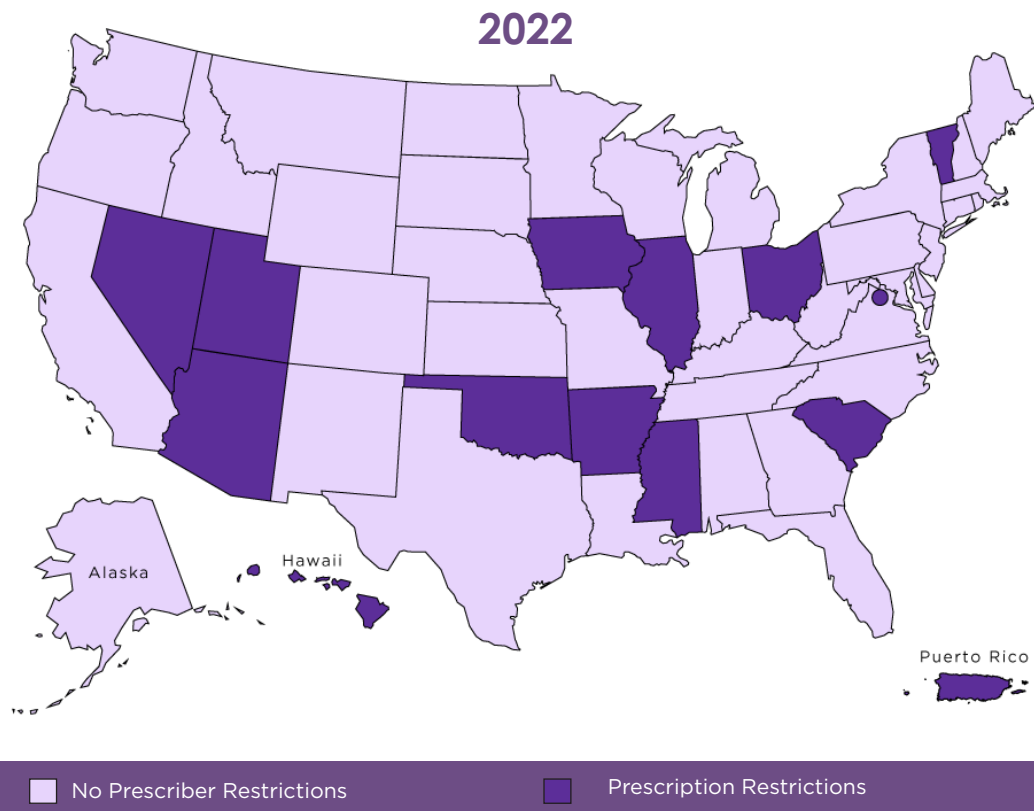 2022
Alaska
Hawaii
Puerto Rico
No Prescriber Restrictions
Prescription Restrictions